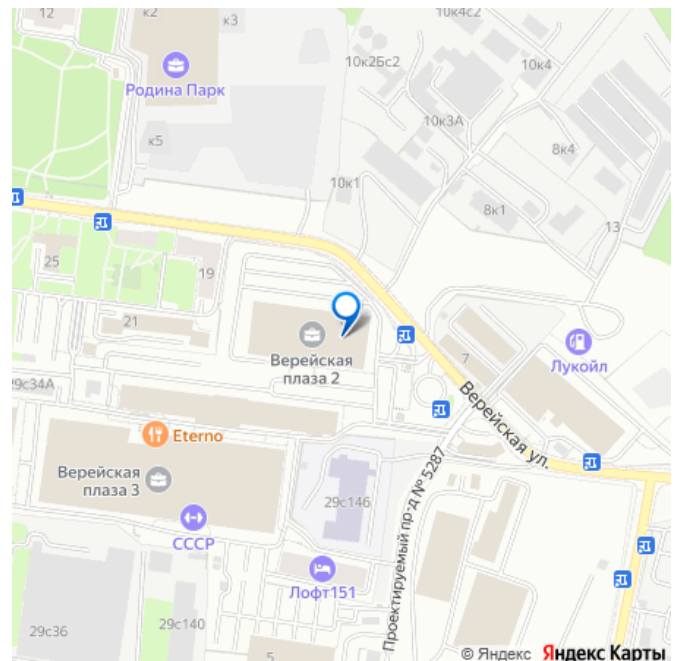 12
к2
к3
10к4с2
Родина Парк
10к2Бс2
10к4
10к3А
к5
8к4
10к1
8к1
13
25
19
21
Верейская
плаза 2
7
Лукойл
29с34А
Верейская ул.
Eterno
Верейская
плаза 3
29с146
Проектируемый пр-д № 5287
СССР
Лофт151
29с36
29с140
5
© Яндекс Яндекс Карты